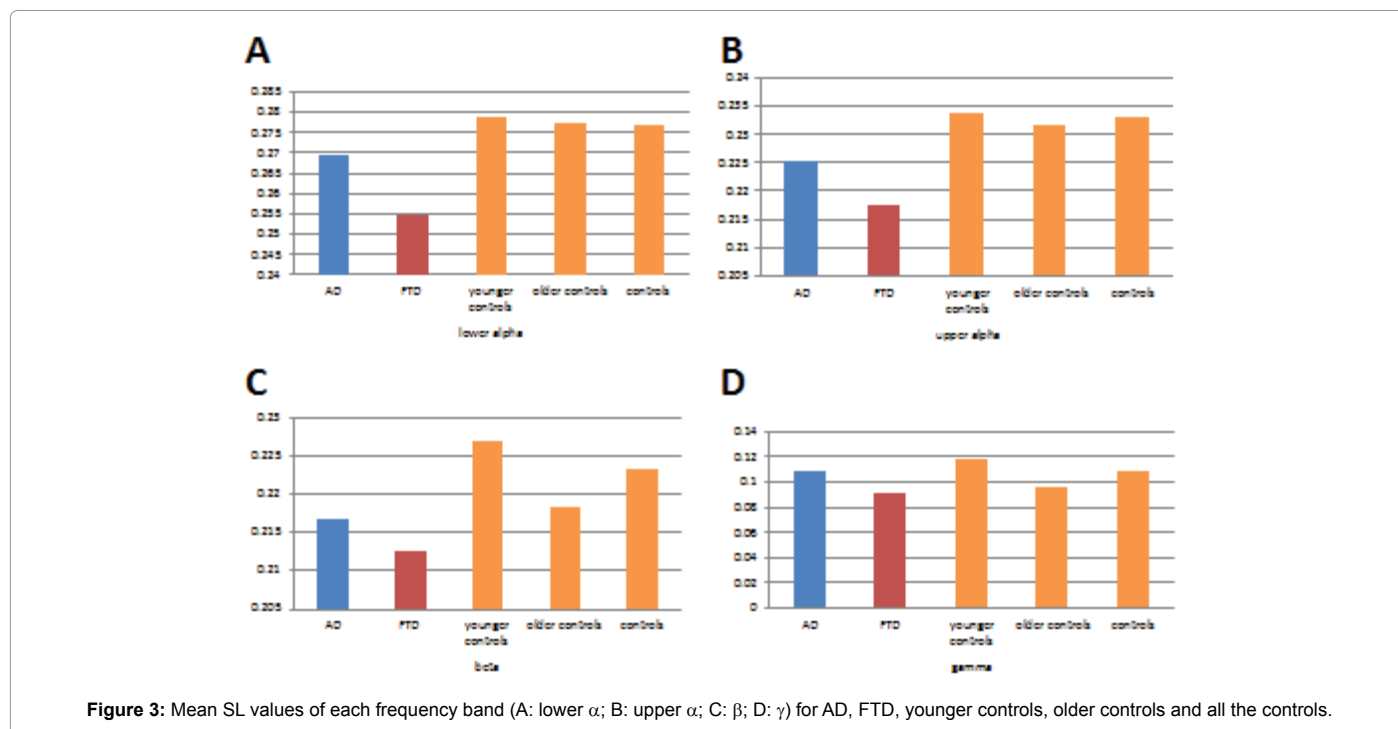 A
0.285
0.28
0.275
0.27
0.265
0.26
0.255
0.25
0.245
0.24
AD
FTD
younger controls
older controls
controls
lower alpha
B
0.24
0.235
0.23
0.225
0.22
0.215
0.21
0.205
AD
FTD
younger controls
older controls
controls
upper alpha
C
0.23
0.225
0.22
0.215
0.21
0.205
AD
FTD
younger controls
older controls
controls
beta
D
0.14
0.12
0.1
0.08
0.06
0.04
0.02
0
AD
FTD
younger controls
older controls
controls
gamma
Figure 3: Mean SL values of each frequency band (A: lower α; B: upper α; C: β; D: γ) for AD, FTD, younger controls, older controls and all the controls.